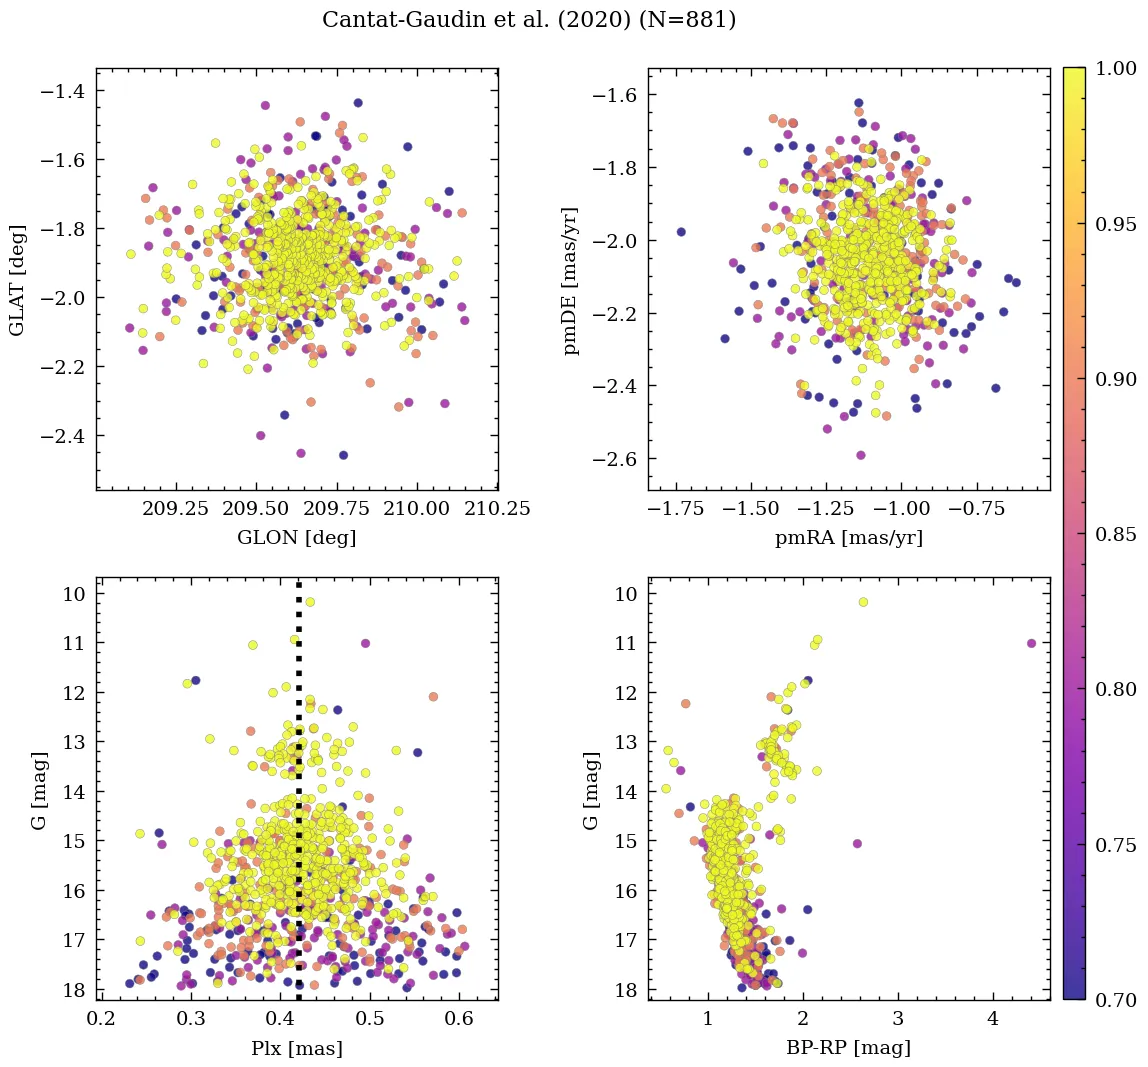 Cantat-Gaudin et al. (2020) (N=881)
−1.4
−1.6
−1.8
−2.0
−2.2
−2.4
GLAT [deg]
209.25 209.50 209.75 210.00 210.25
GLON [deg]
−1.6
−1.8
−2.0
−2.2
−2.4
−2.6
pmDE [mas/yr]
−1.75 −1.50 −1.25 −1.00 −0.75
pmRA [mas/yr]
10
11
12
13
14
15
16
17
18
G [mag]
0.2 0.3 0.4 0.5 0.6
Plx [mas]
10
11
12
13
14
15
16
17
18
G [mag]
1 2 3 4
BP-RP [mag]
1.00
0.95
0.90
0.85
0.80
0.75
0.70